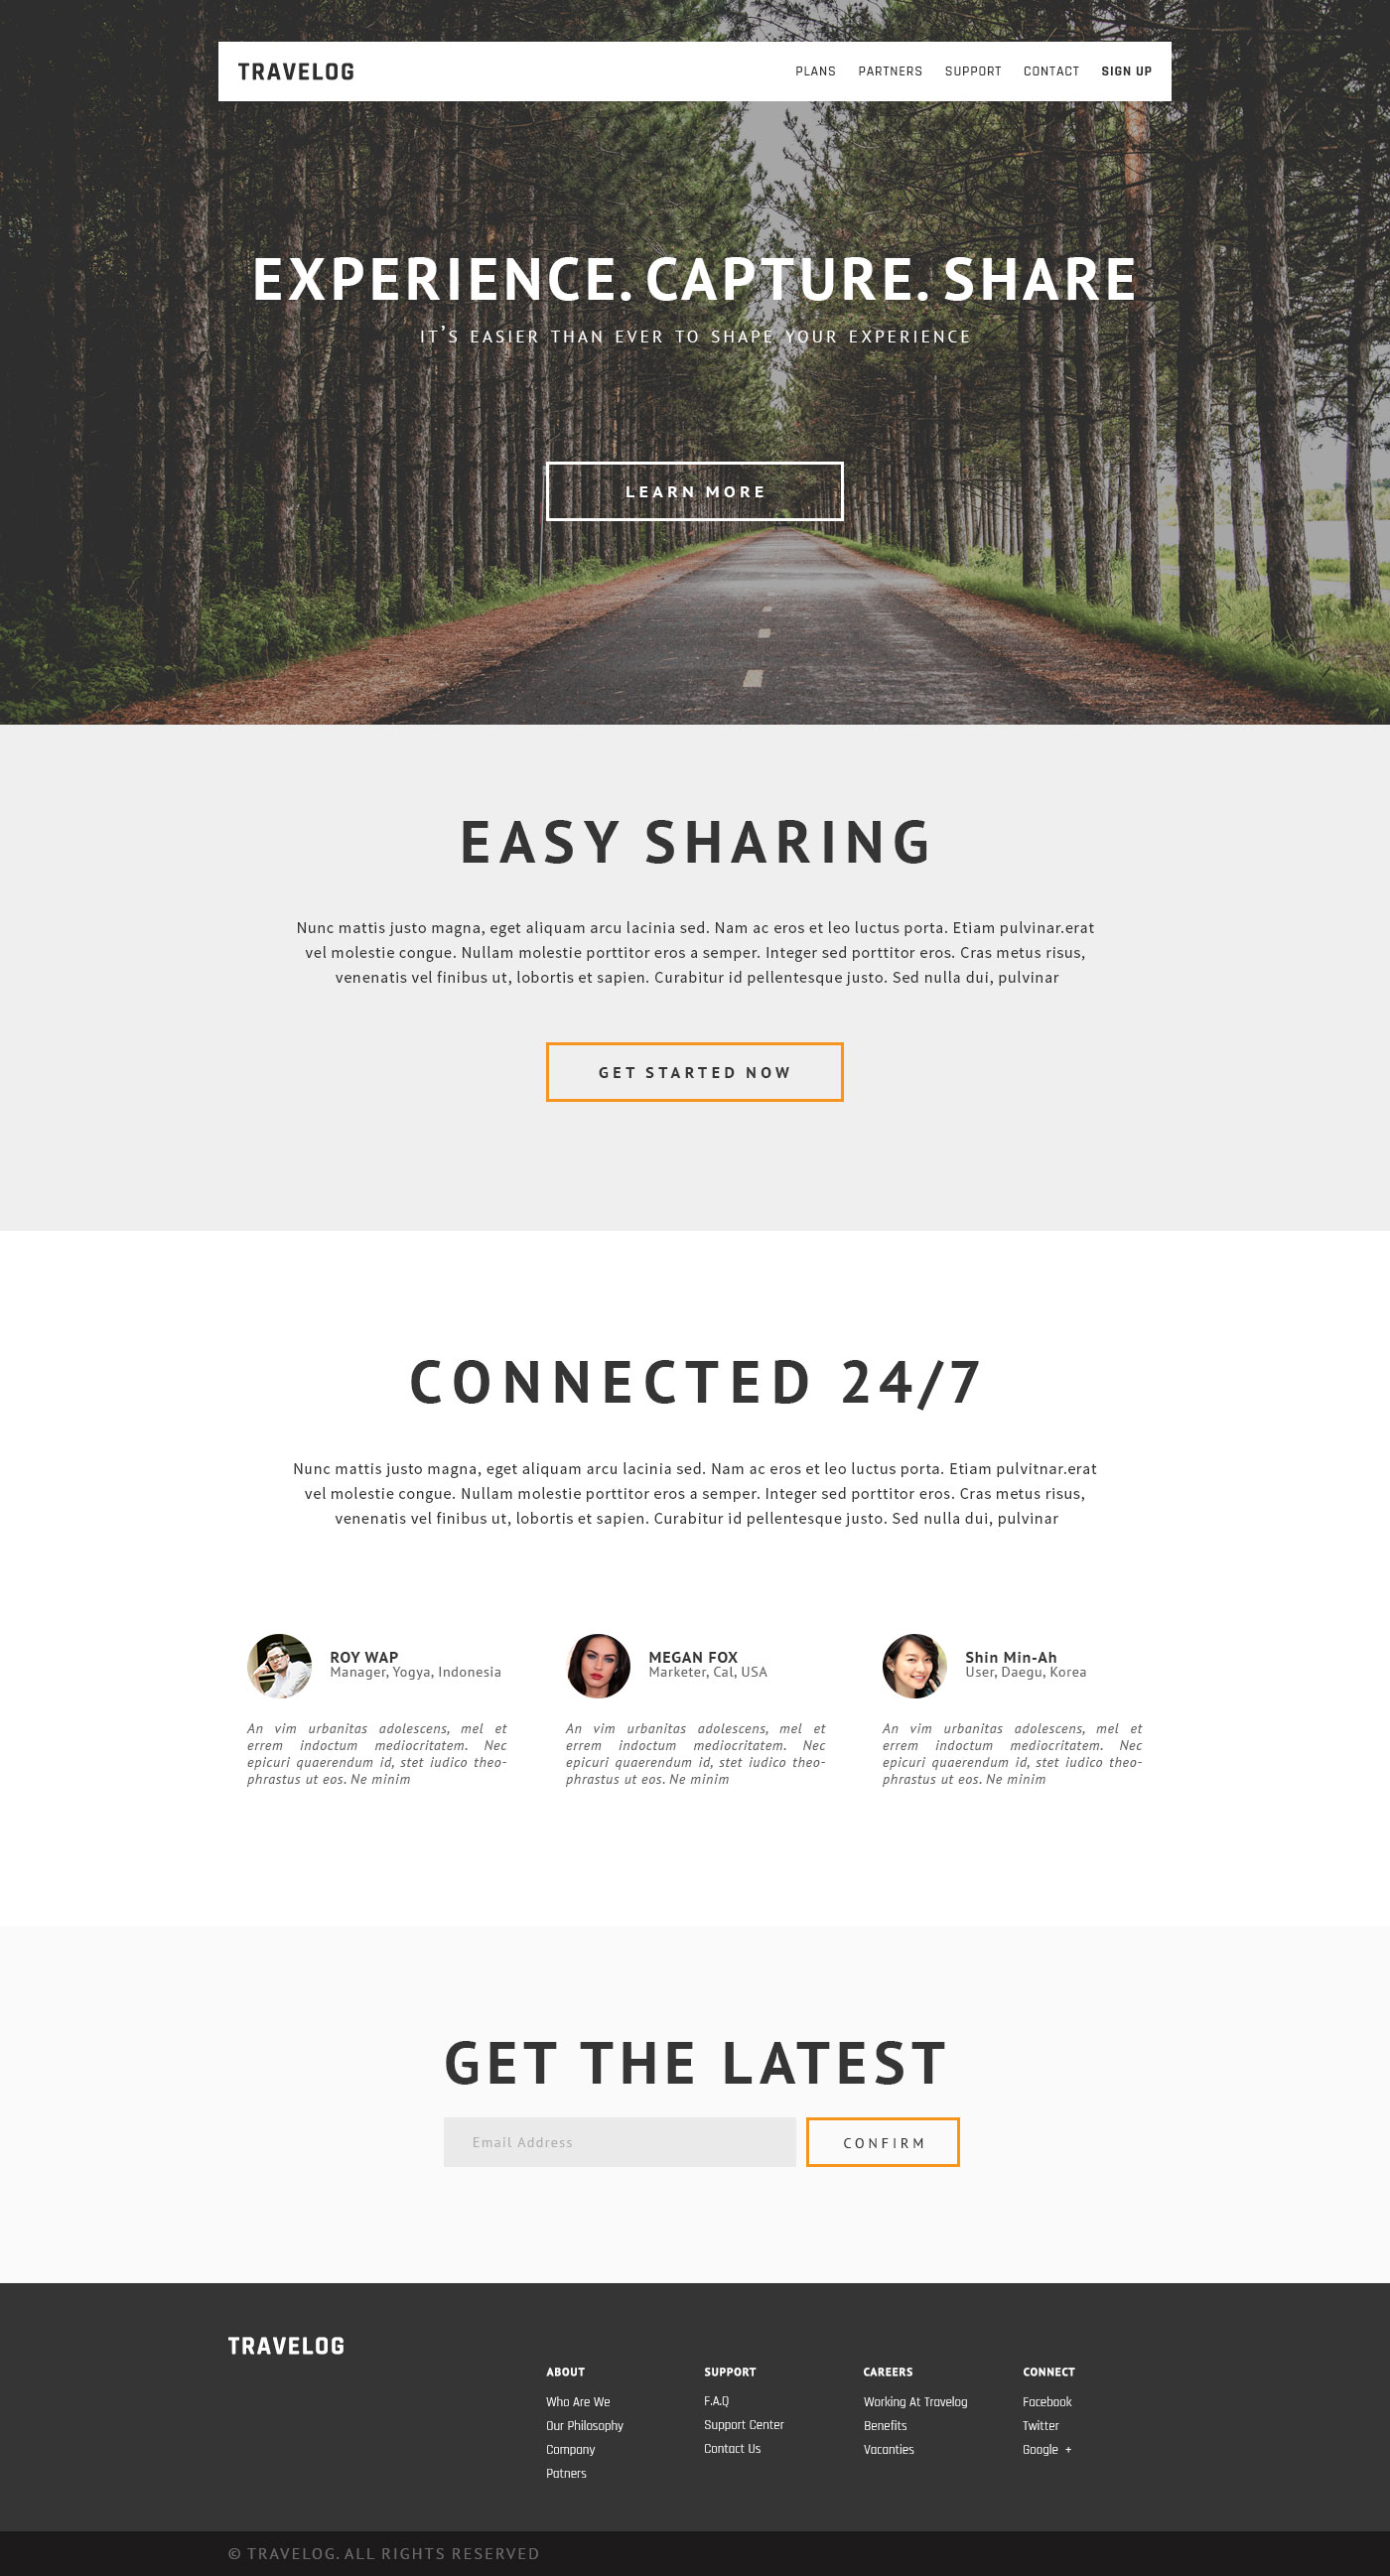 TRAVELOG
PLANS PARTNERS SUPPORT CONTACT SIGN UP
EXPERIENCE. CAPTURE. SHARE
IT'S EASIER THAN EVER TO SHAPE YOUR EXPERIENCE
LEARN MORE
EASY SHARING
Nunc mattis justo magna, eget aliquam arcu lacinia sed. Nam ac eros et leo luctus porta. Etiam pulvinar.erat
vel molestie congue. Nullam molestie porttitor eros a semper. Integer sed porttitor eros. Cras metus risus,
venenatis vel finibus ut, lobortis et sapien. Curabitur id pellentesque justo. Sed nulla dui, pulvinar
GET STARTED NOW
CONNECTED 24/7
Nunc mattis justo magna, eget aliquam arcu lacinia sed. Nam ac eros et leo luctus porta. Etiam pulvitnar.erat
vel molestie congue. Nullam molestie porttitor eros a semper. Integer sed porttitor eros. Cras metus risus,
venenatis vel finibus ut, lobortis et sapien. Curabitur id pellentesque justo. Sed nulla dui, pulvinar
ROY WAP
Manager, Yogya, Indonesia
An vim urbanitas adolescens, mel et
errem indoctum mediocritatem. Nec
epicuri quaerendum id, stet iudico theo-
phrastus ut eos. Ne minim
MEGAN FOX
Marketer, Cal, USA
An vim urbanitas adolescens, mel et
errem indoctum mediocritatem. Nec
epicuri quaerendum id, stet iudico theo-
phrastus ut eos. Ne minim
Shin Min-Ah
User, Daegu, Korea
An vim urbanitas adolescens, mel et
errem indoctum mediocritatem. Nec
epicuri quaerendum id, stet iudico theo-
phrastus ut eos. Ne minim
GET THE LATEST
Email Address
CONFIRM
TRAVELOG
ABOUT
Who Are We
Our Philosophy
Company
Patners
SUPPORT
F.A.Q
Support Center
Contact Us
CAREERS
Working At Travelog
Benefits
Vacanties
CONNECT
Facebook
Twitter
Google +
© TRAVELOG. ALL RIGHTS RESERVED